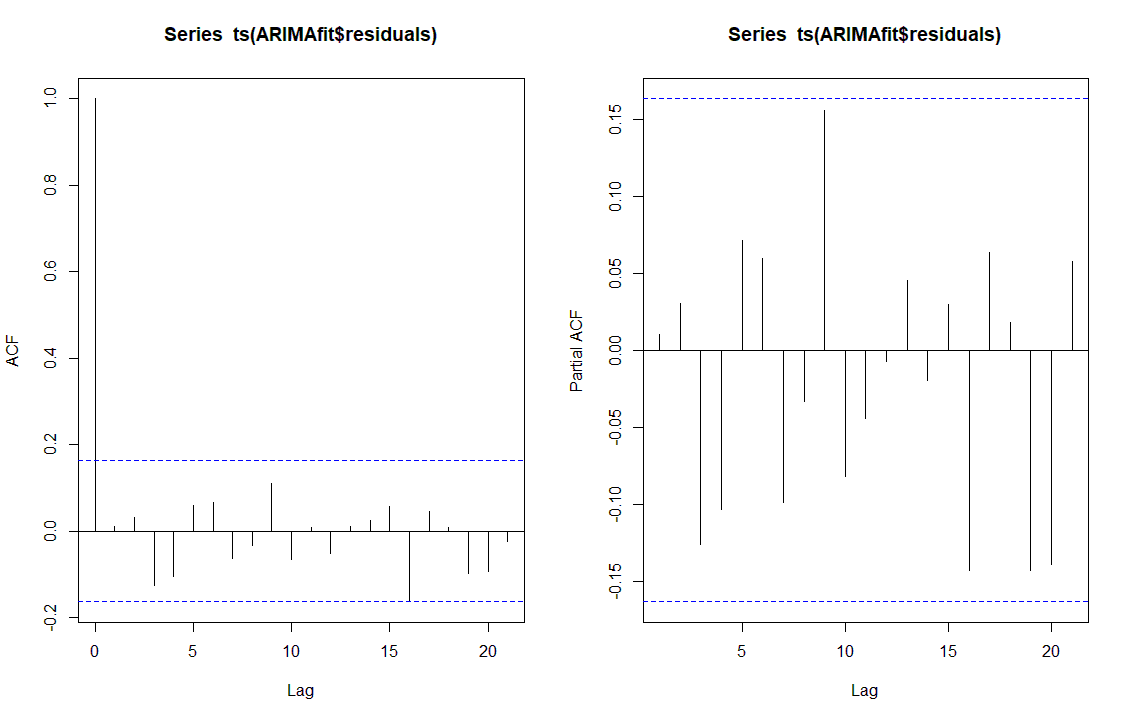 Series  ts(ARIMAfit$residuals)
ACF
1.0
0.8
0.6
0.4
0.2
0.0
-0.2
0 5 10 15 20
Lag
Series  ts(ARIMAfit$residuals)
Partial ACF
0.15
0.10
0.05
0.00
-0.05
-0.10
-0.15
5 10 15 20
Lag